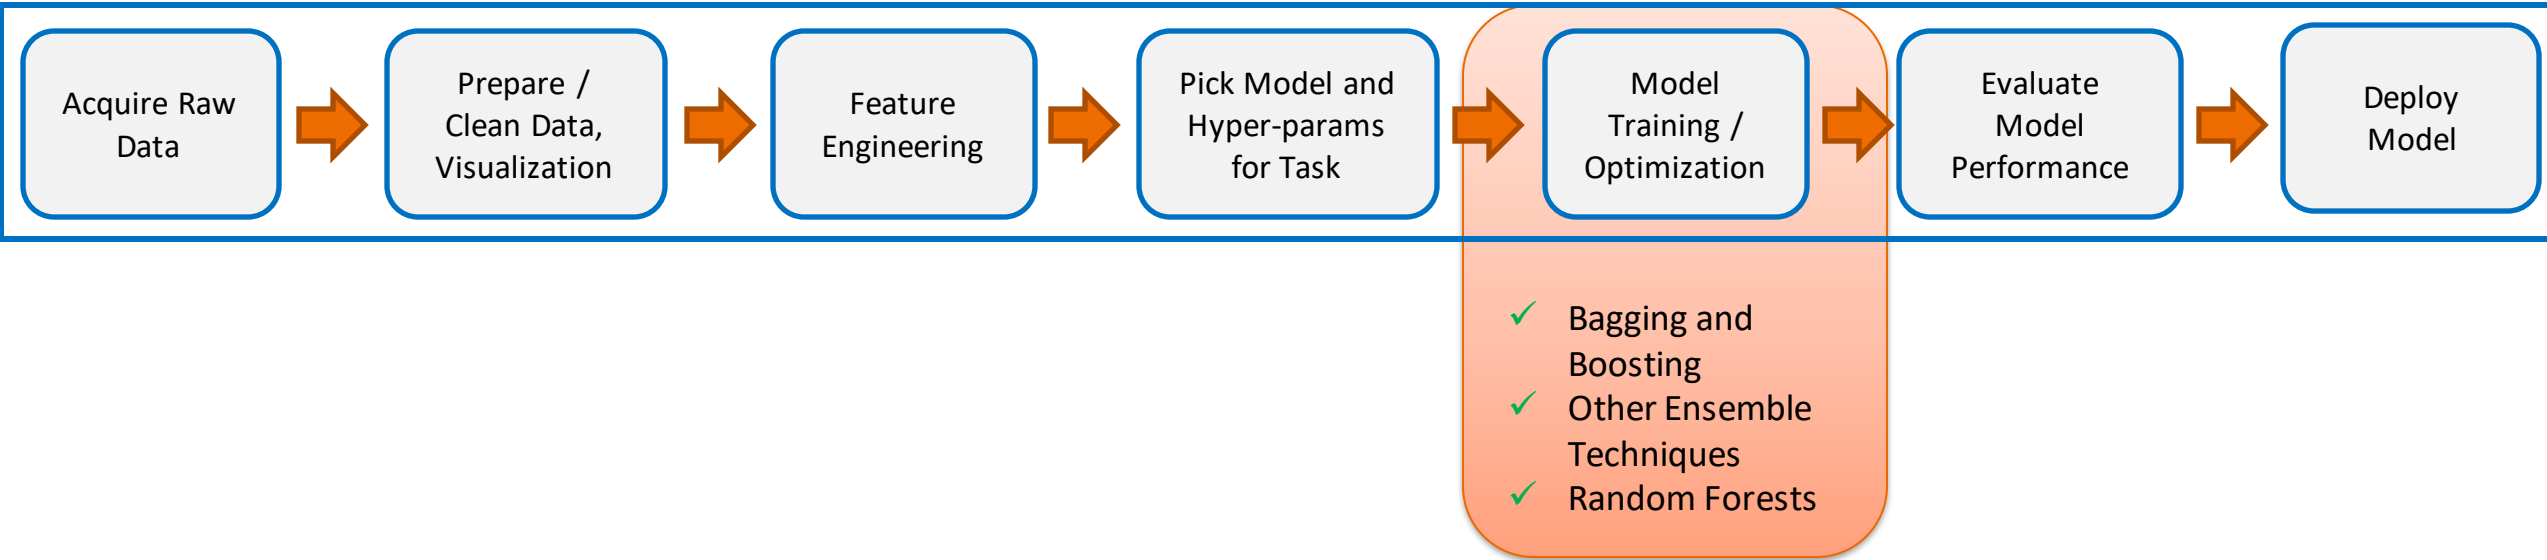 Acquire Raw
Data
Prepare /
Clean Data,
Visualization
Feature
Engineering
Pick Model and
Hyper-params
for Task
Model
Training /
Optimization
Evaluate
Model
Performance
Deploy
Model
✓ Bagging and
Boosting
✓ Other Ensemble
Techniques
✓ Random Forests